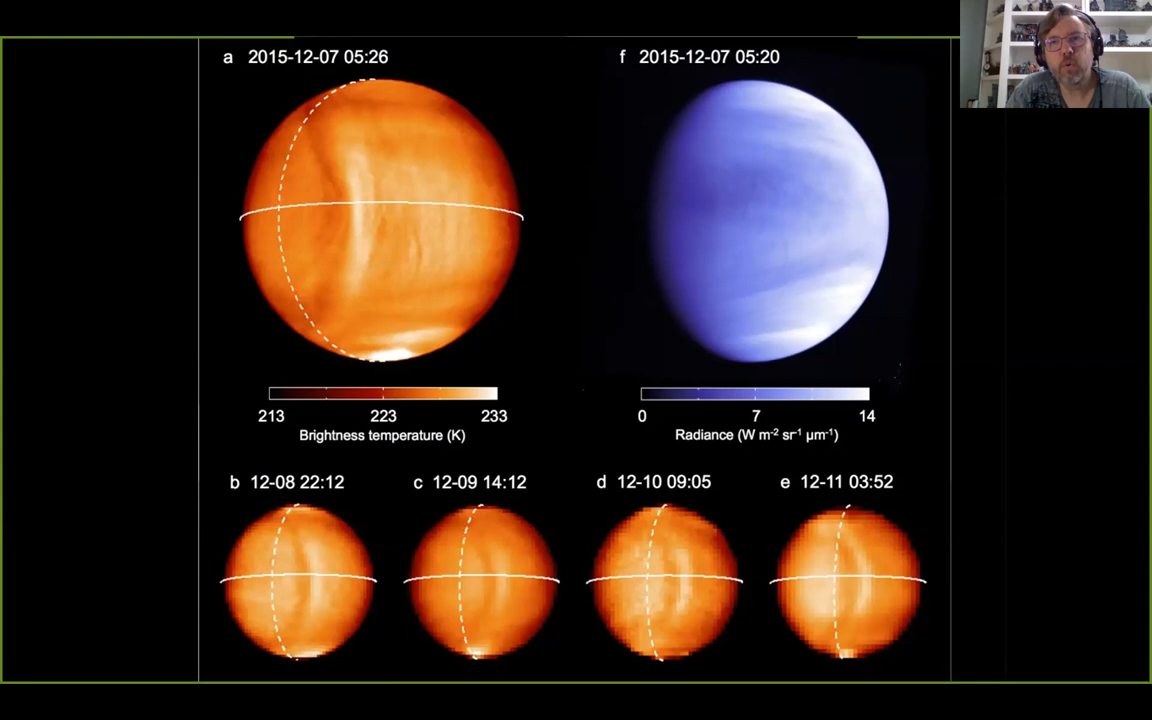 a 2015-12-07 05:26
f 2015-12-07 05:20
213 223 233
Brightness temperature (K)
0 7 14
Radiance (W m⁻² sr⁻¹ µm⁻¹)
b 12-08 22:12
c 12-09 14:12
d 12-10 09:05
e 12-11 03:52